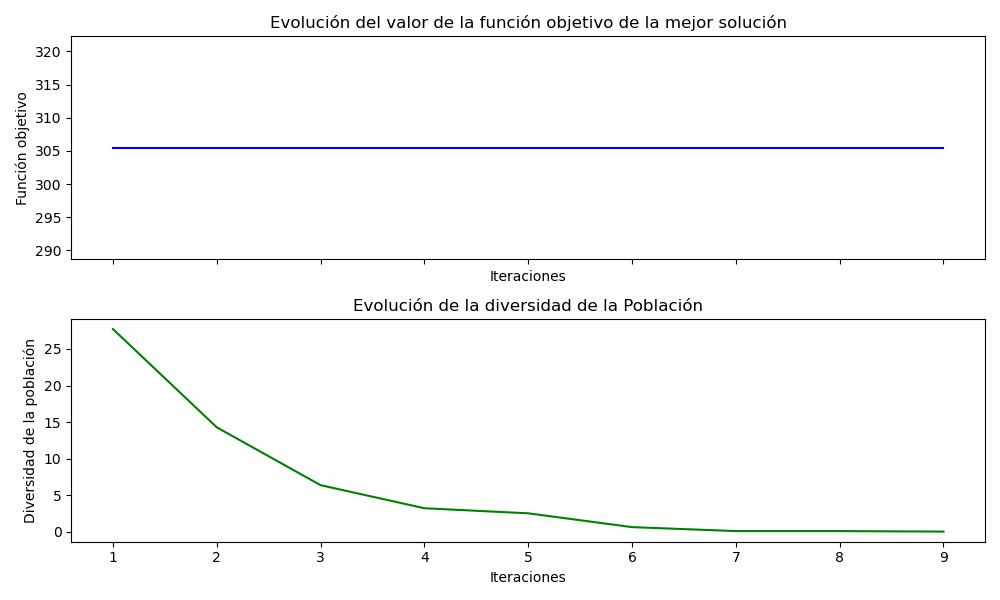 Evolución del valor de la función objetivo de la mejor solución
Función objetivo
320
315
310
305
300
295
290
Iteraciones
Evolución de la diversidad de la Población
Diversidad de la población
25
20
15
10
5
0
1 2 3 4 5 6 7 8 9
Iteraciones